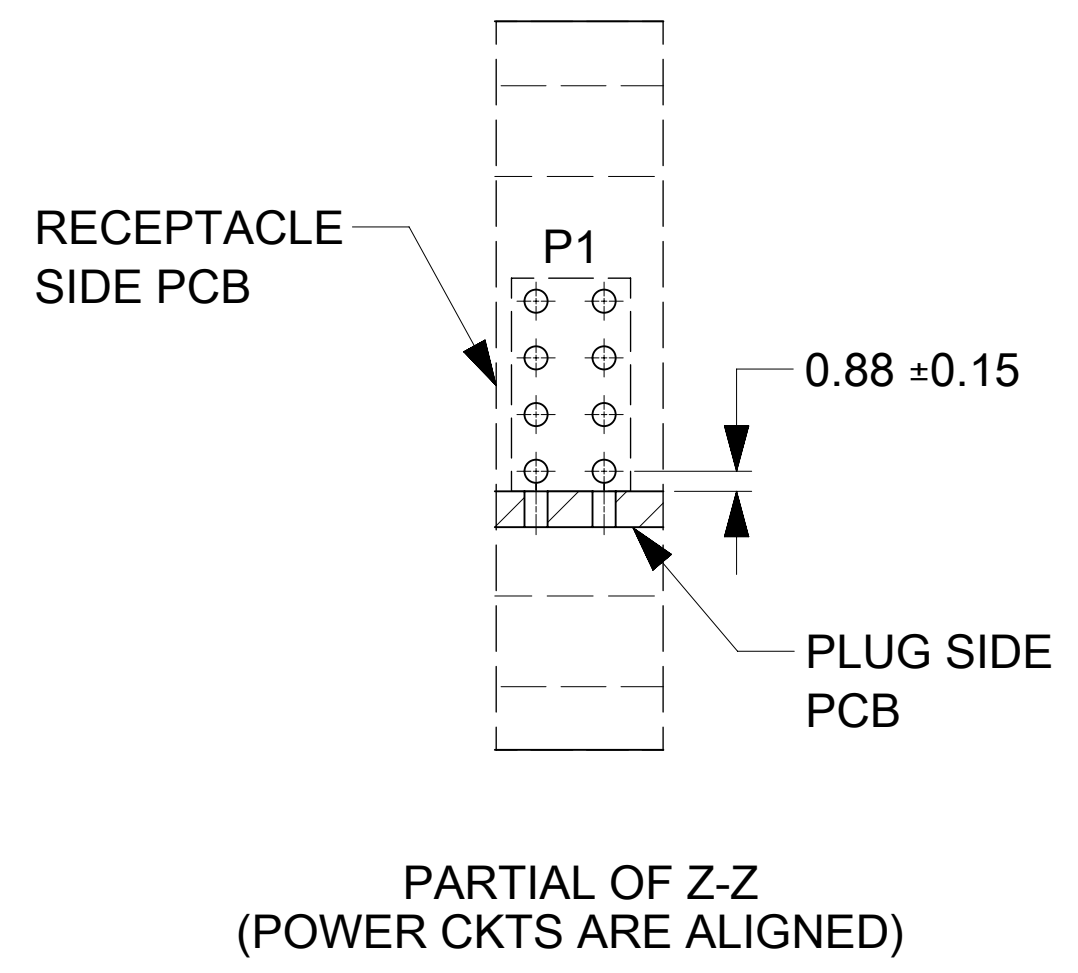 RECEPTACLE
SIDE PCB
P1
0.88 ±0.15
PLUG SIDE
PCB
PARTIAL OF Z-Z
(POWER CKTS ARE ALIGNED)